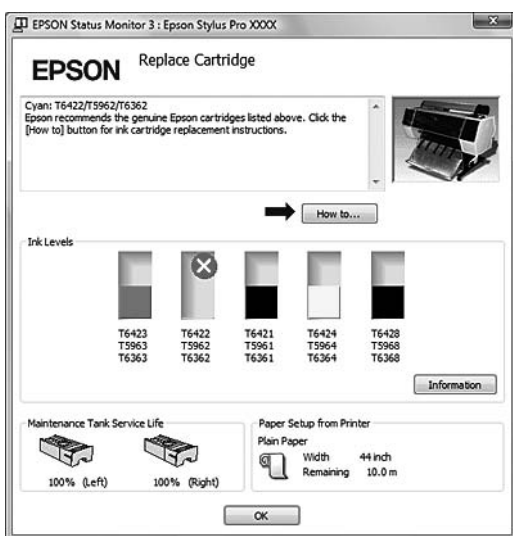 EPSON Status Monitor 3 : Epson Stylus Pro XXXX
EPSON
Replace Cartridge
Cyan: T6422/T5962/T6362
Epson recommends the genuine Epson cartridges listed above. Click the
[How to] button for ink cartridge replacement instructions.
How to...
Ink Levels
T6423 T6422 T6421 T6424 T6428
T5963 T5962 T5961 T5964 T5968
T6363 T6362 T6361 T6364 T6368
Information
Maintenance Tank Service Life
100% (Left) 100% (Right)
Paper Setup from Printer
Plain Paper
Width 44 inch
Remaining 10.0 m
OK